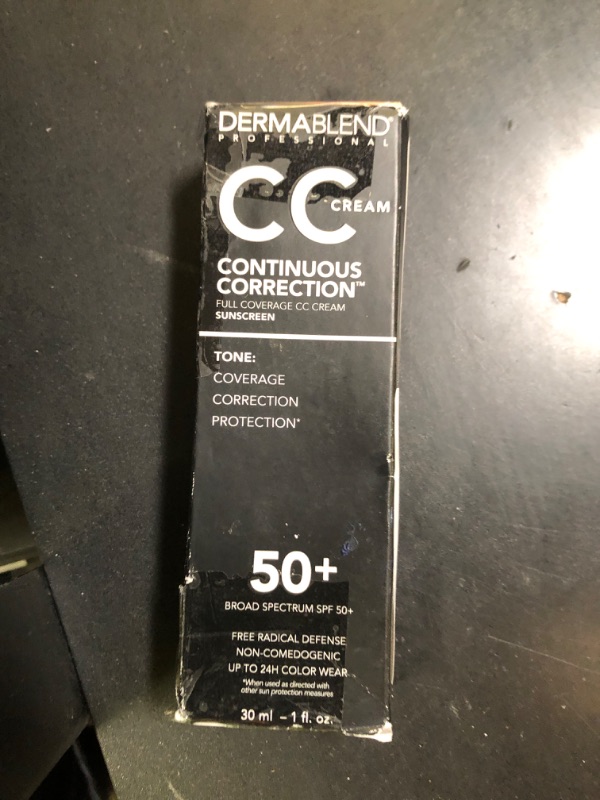 DERMABLEND®
PROFESSIONAL
CC CREAM
CONTINUOUS
CORRECTION™
FULL COVERAGE CC CREAM
SUNSCREEN
TONE:
COVERAGE
CORRECTION
PROTECTION*
50+
BROAD SPECTRUM SPF 50+
FREE RADICAL DEFENSE
NON-COMEDOGENIC
UP TO 24H COLOR WEAR
*When used as directed with
other sun protection measures
30 ml – 1 fl. oz.